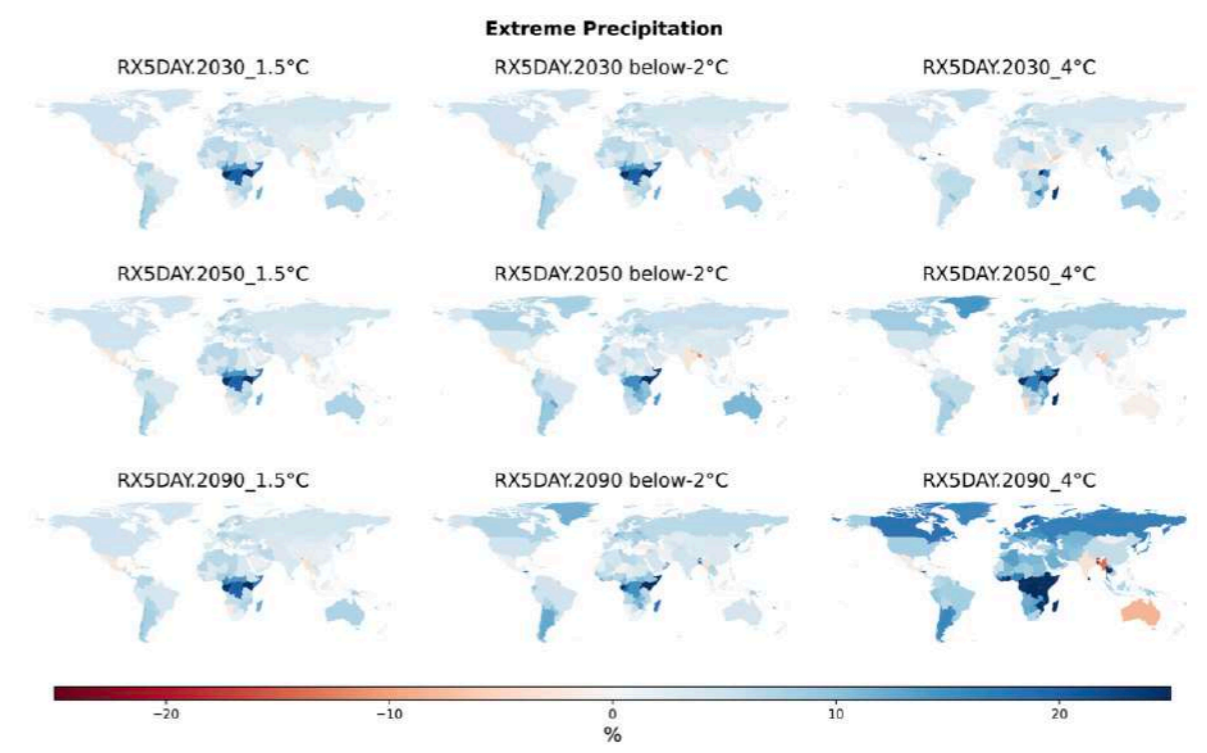 Extreme Precipitation
RX5DAY.2030_1.5°C
RX5DAY.2030 below-2°C
RX5DAY.2030_4°C
RX5DAY.2050_1.5°C
RX5DAY.2050 below-2°C
RX5DAY.2050_4°C
RX5DAY.2090_1.5°C
RX5DAY.2090 below-2°C
RX5DAY.2090_4°C
−20 −10 0 10 20
%